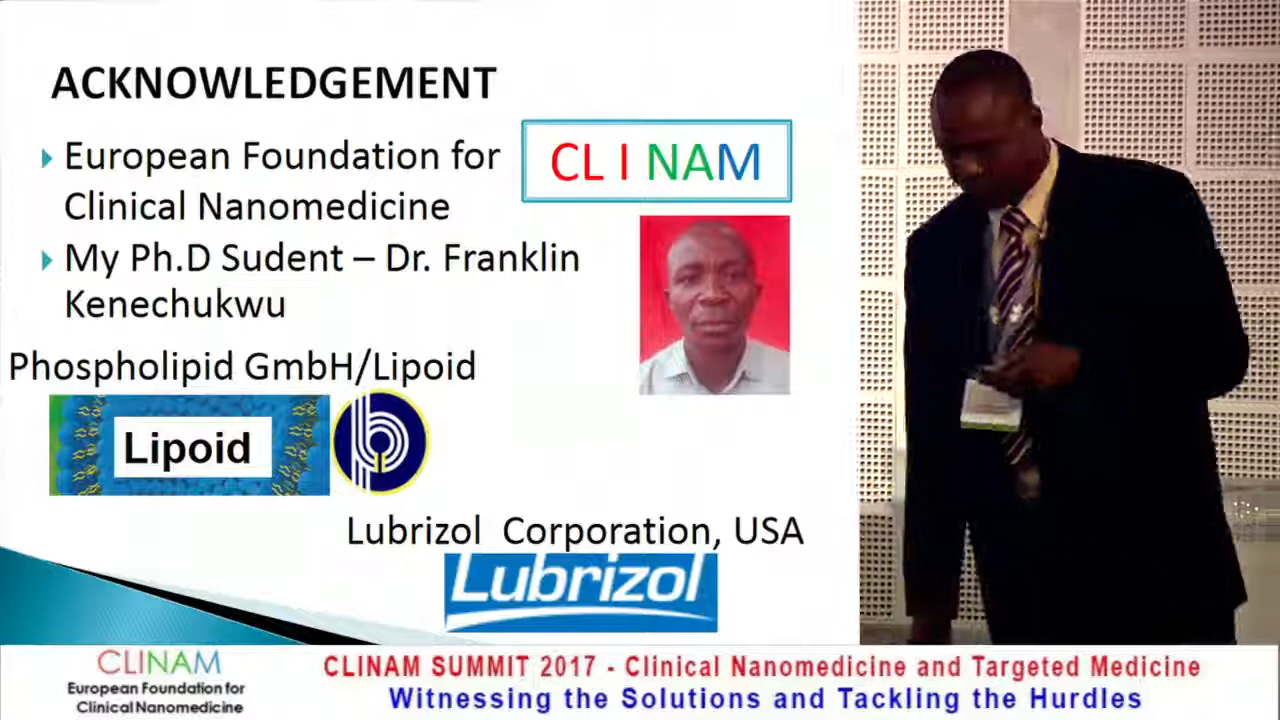 ACKNOWLEDGEMENT
European Foundation for
Clinical Nanomedicine
CL I NAM
My Ph.D Sudent – Dr. Franklin
Kenechukwu
Phospholipid GmbH/Lipoid
Lipoid
Lubrizol Corporation, USA
Lubrizol
CLINAM
European Foundation for
Clinical Nanomedicine
CLINAM SUMMIT 2017 - Clinical Nanomedicine and Targeted Medicine
Witnessing the Solutions and Tackling the Hurdles